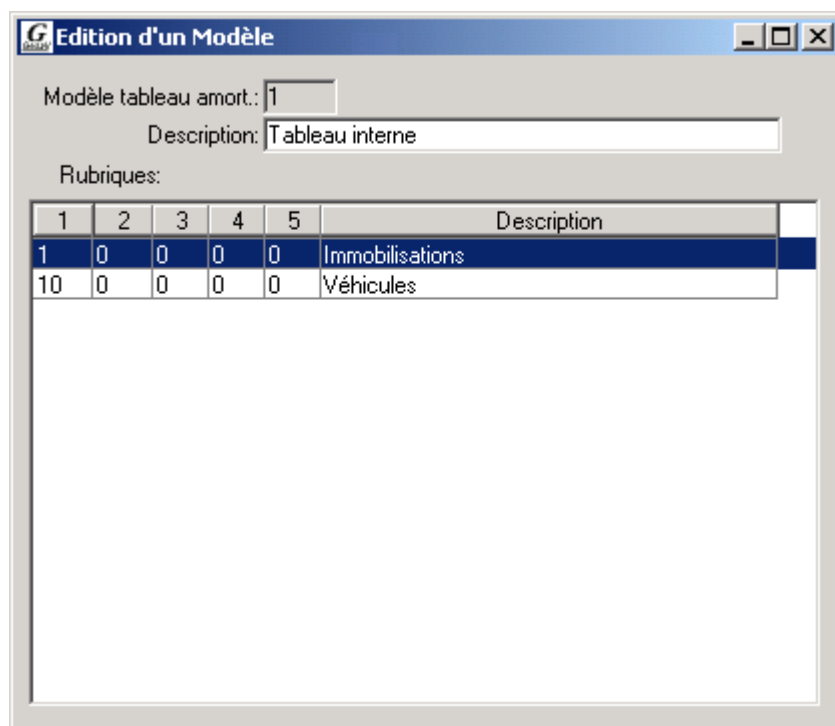 G Edition d'un Modèle
Modèle tableau amort.: 1
Description: Tableau interne
Rubriques:
1 2 3 4 5 Description
1 0 0 0 0 Immobilisations
10 0 0 0 0 Véhicules